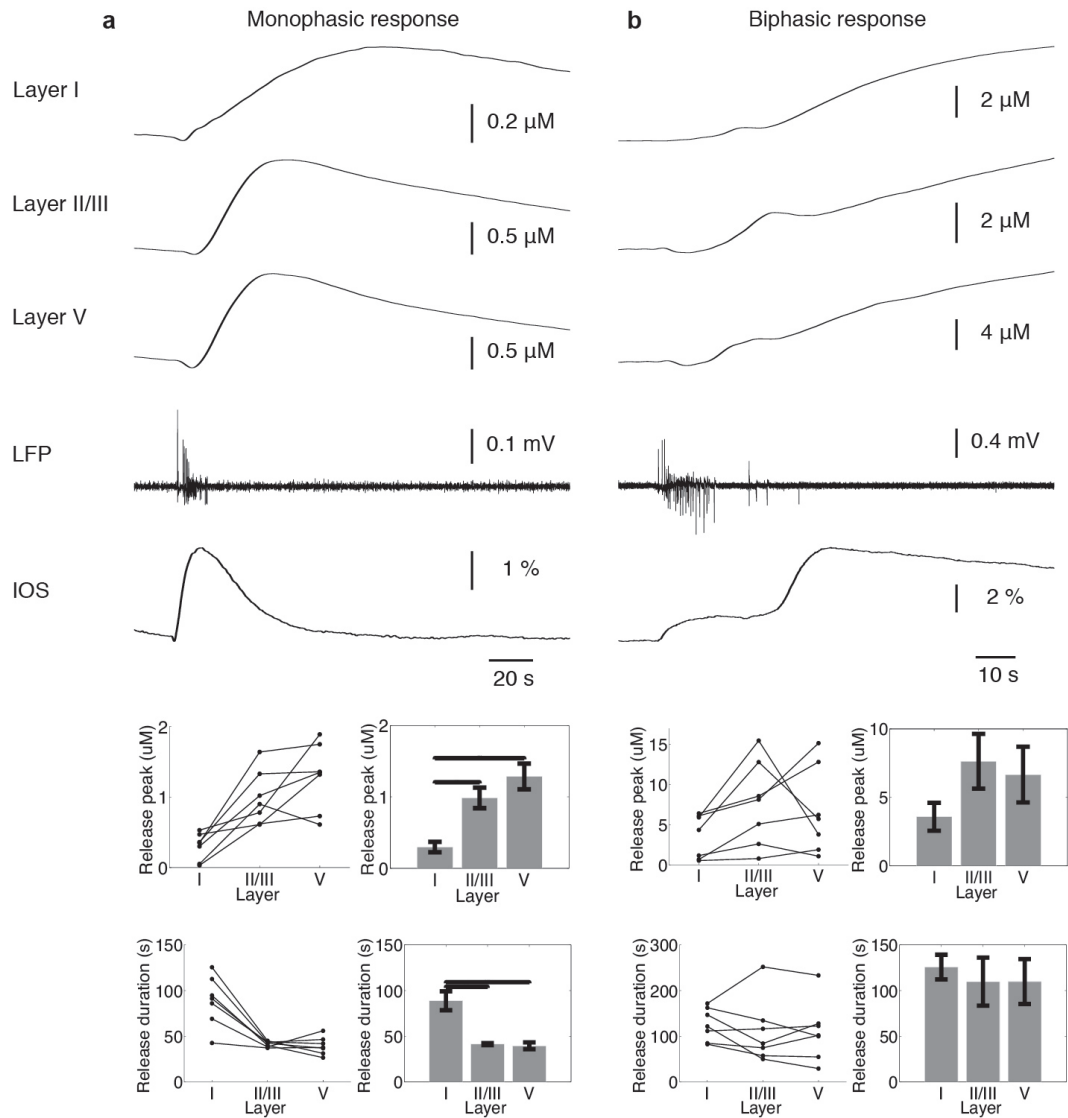 a Monophasic response
b Biphasic response
Layer I
0.2 µM
2 µM
Layer II/III
0.5 µM
2 µM
Layer V
0.5 µM
4 µM
LFP
0.1 mV
0.4 mV
IOS
1 %
2 %
20 s
10 s
Release peak (uM)
2
1
0
I II/III V
Layer
Release peak (uM)
2
1
0
I II/III V
Layer
Release peak (uM)
15
10
5
0
I II/III V
Layer
Release peak (uM)
10
5
0
I II/III V
Layer
Release duration (s)
150
100
50
0
I II/III V
Layer
Release duration (s)
150
100
50
0
I II/III V
Layer
Release duration (s)
300
200
100
0
I II/III V
Layer
Release duration (s)
150
100
50
0
I II/III V
Layer